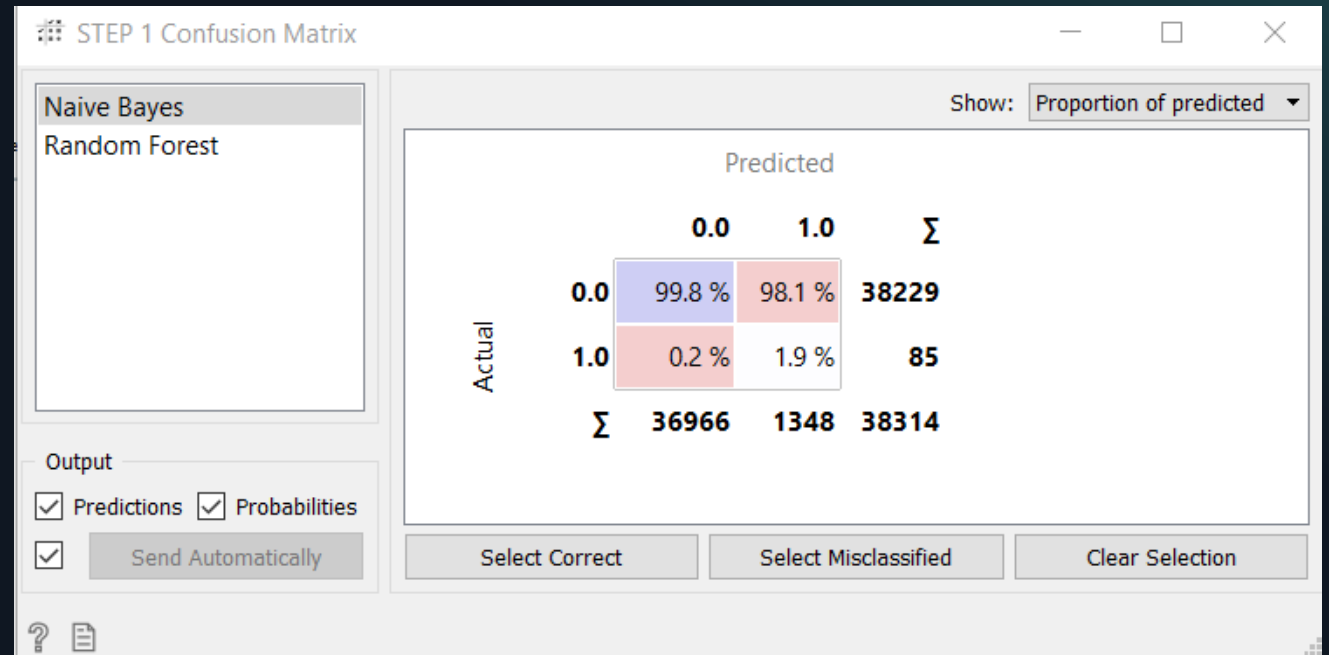 STEP 1 Confusion Matrix
Naive Bayes
Random Forest
Show: Proportion of predicted
Predicted
0.0 1.0 Σ
0.0 99.8 % 98.1 % 38229
Actual
1.0 0.2 % 1.9 % 85
Σ 36966 1348 38314
Output
Predictions Probabilities
Send Automatically
Select Correct Select Misclassified Clear Selection
?